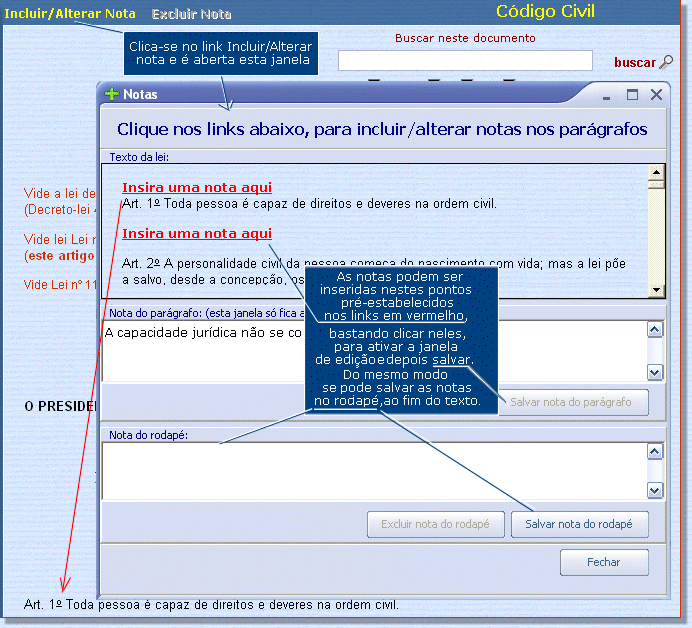 Incluir/Alterar Nota Excluir Nota Código Civil
Clica-se no link Incluir/Alterar
nota e é aberta esta janela
Buscar neste documento
buscar
Notas
Clique nos links abaixo, para incluir/alterar notas nos parágrafos
Texto da lei:
Insira uma nota aqui
Art. 1º Toda pessoa é capaz de direitos e deveres na ordem civil.
Insira uma nota aqui
Art. 2º A personalidade civil da pessoa começa do nascimento com vida; mas a lei põe
a salvo, desde a concepção, os
Vide a lei de
(Decreto-lei
Vide lei Lei
(este artigo
Vide Lei nº 11
As notas podem ser
inseridas nestes pontos
pré-estabelecidos
nos links em vermelho,
bastando clicar neles,
para ativar a janela
de edição e depois salvar.
Do mesmo modo
se pode salvar as notas
no rodapé,ao fim do texto.
Nota do parágrafo: (esta janela só fica a
A capacidade jurídica não se co
Salvar nota do parágrafo
O PRESIDE
Nota do rodapé:
Excluir nota do rodapé Salvar nota do rodapé
Fechar
Art. 1º Toda pessoa é capaz de direitos e deveres na ordem civil.